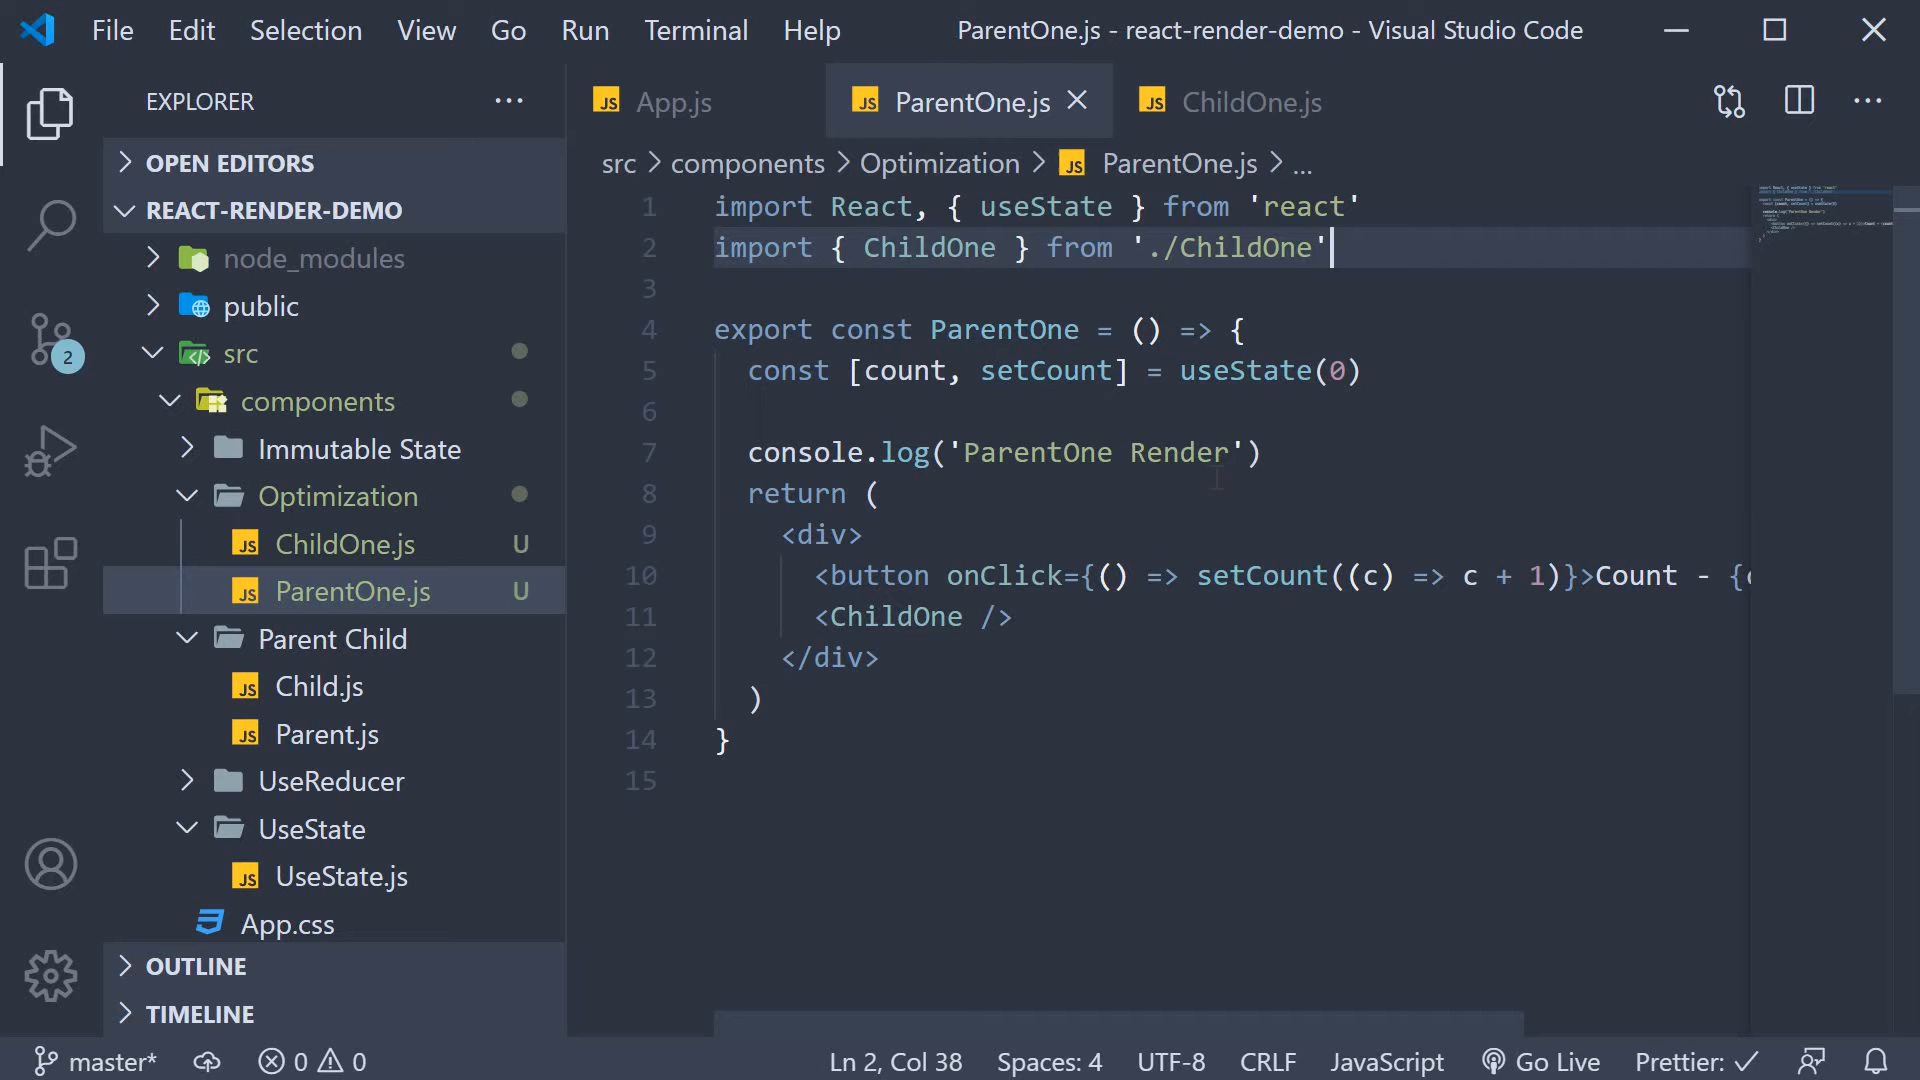 File Edit Selection View Go Run Terminal Help
ParentOne.js - react-render-demo - Visual Studio Code
EXPLORER
OPEN EDITORS
REACT-RENDER-DEMO
node_modules
public
src
components
Immutable State
Optimization
ChildOne.js U
ParentOne.js U
Parent Child
Child.js
Parent.js
UseReducer
UseState
UseState.js
App.css
OUTLINE
TIMELINE
2
JS App.js
JS ParentOne.js
JS ChildOne.js
src > components > Optimization > JS ParentOne.js > ...
1 import React, { useState } from 'react'
2 import { ChildOne } from './ChildOne'
3
4 export const ParentOne = () => {
5 const [count, setCount] = useState(0)
6
7 console.log('ParentOne Render')
8 return (
9 <div>
10 <button onClick={() => setCount((c) => c + 1)}>Count - {c
11 <ChildOne />
12 </div>
13 )
14 }
15
master* 0 0 Ln 2, Col 38 Spaces: 4 UTF-8 CRLF JavaScript Go Live Prettier: ✓